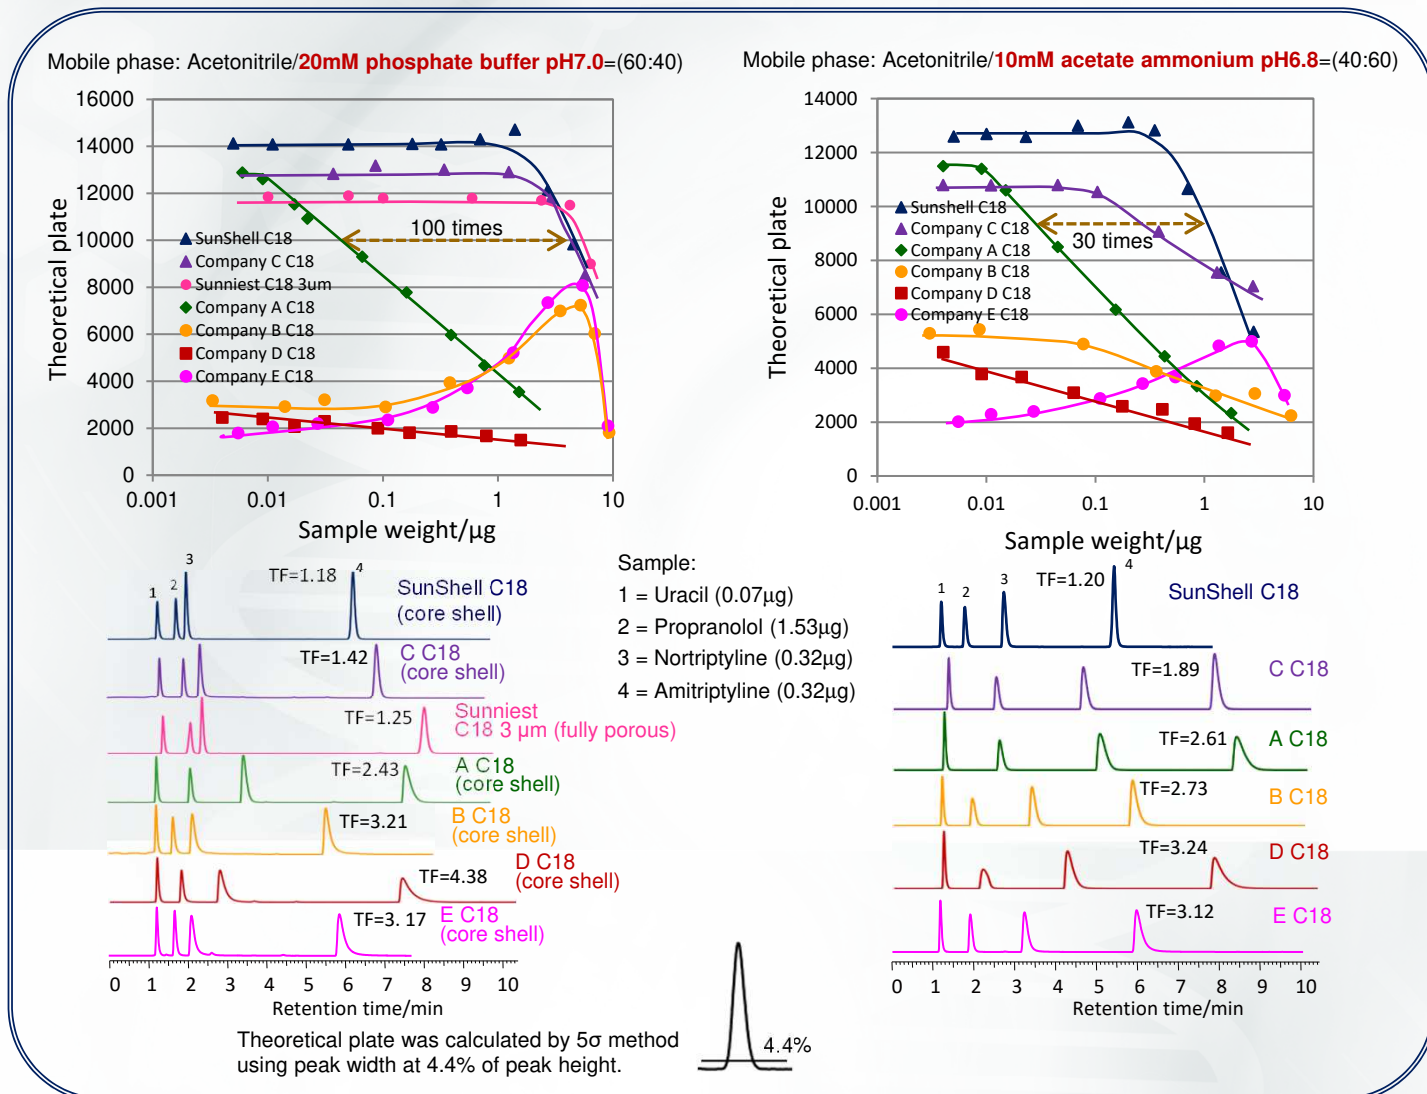 Mobile phase: Acetonitrile/20mM phosphate buffer pH7.0=(60:40)
16000
14000
12000
10000
8000
6000
4000
2000
0
Theoretical plate
100 times
SunShell C18
Company C C18
Sunniest C18 3um
Company A C18
Company B C18
Company D C18
Company E C18
0.001 0.01 0.1 1 10
Sample weight/µg
Mobile phase: Acetonitrile/10mM acetate ammonium pH6.8=(40:60)
14000
12000
10000
8000
6000
4000
2000
0
Theoretical plate
30 times
SunShell C18
Company C C18
Company A C18
Company B C18
Company D C18
Company E C18
0.001 0.01 0.1 1 10
Sample weight/µg
1 2 3 4
TF=1.18
SunShell C18
(core shell)
TF=1.42
C C18
(core shell)
TF=1.25
Sunniest
C18 3 µm (fully porous)
TF=2.43
A C18
(core shell)
TF=3.21
B C18
(core shell)
TF=4.38
D C18
(core shell)
TF=3. 17
E C18
(core shell)
0 1 2 3 4 5 6 7 8 9 10
Retention time/min
Sample:
1 = Uracil (0.07µg)
2 = Propranolol (1.53µg)
3 = Nortriptyline (0.32µg)
4 = Amitriptyline (0.32µg)
1 2 3 4
TF=1.20
SunShell C18
TF=1.89
C C18
TF=2.61
A C18
TF=2.73
B C18
TF=3.24
D C18
TF=3.12
E C18
0 1 2 3 4 5 6 7 8 9 10
Retention time/min
Theoretical plate was calculated by 5σ method
using peak width at 4.4% of peak height.
4.4%